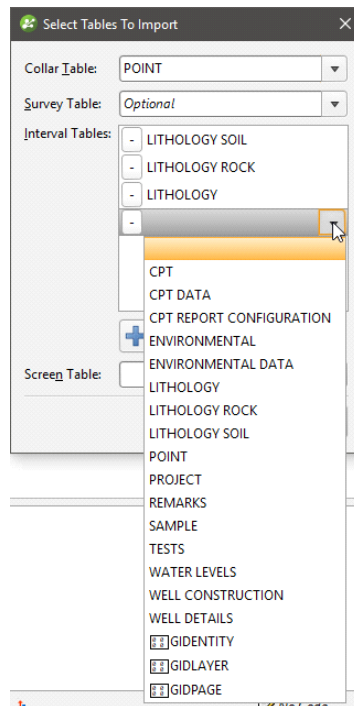 Select Tables To Import
Collar Table: POINT
Survey Table: Optional
Interval Tables:
- LITHOLOGY SOIL
- LITHOLOGY ROCK
- LITHOLOGY
-
CPT
CPT DATA
CPT REPORT CONFIGURATION
ENVIRONMENTAL
ENVIRONMENTAL DATA
LITHOLOGY
LITHOLOGY ROCK
LITHOLOGY SOIL
POINT
PROJECT
REMARKS
SAMPLE
TESTS
WATER LEVELS
WELL CONSTRUCTION
WELL DETAILS
GIDENTITY
GIDLAYER
GIDPAGE
Screen Table: